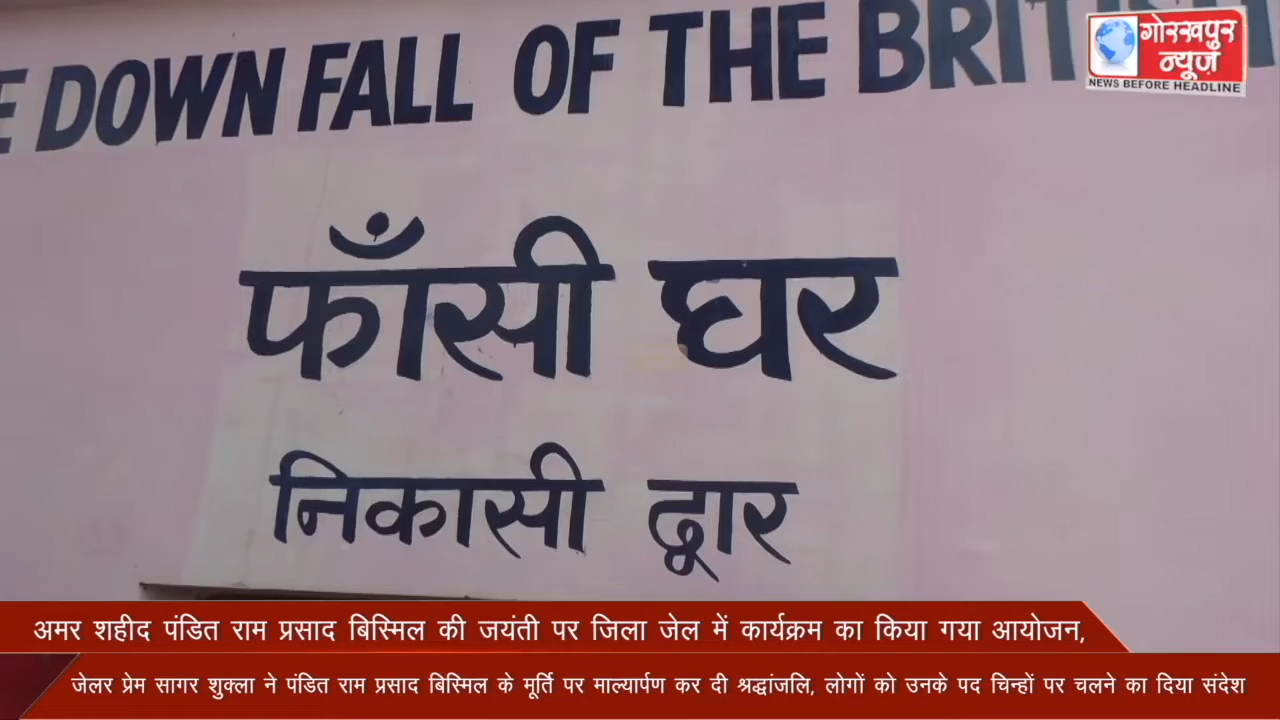 DOWN FALL OF THE BRITISH
गोरखपुर
न्यूज़
NEWS BEFORE HEADLINE
फाँसी घर
निकासी द्वार
अमर शहीद पंडित राम प्रसाद बिस्मिल की जयंती पर जिला जेल में कार्यक्रम का किया गया आयोजन,
जेलर प्रेम सागर शुक्ला ने पंडित राम प्रसाद बिस्मिल के मूर्ति पर माल्यार्पण कर दी श्रद्धांजलि, लोगों को उनके पद चिन्हों पर चलने का दिया संदेश